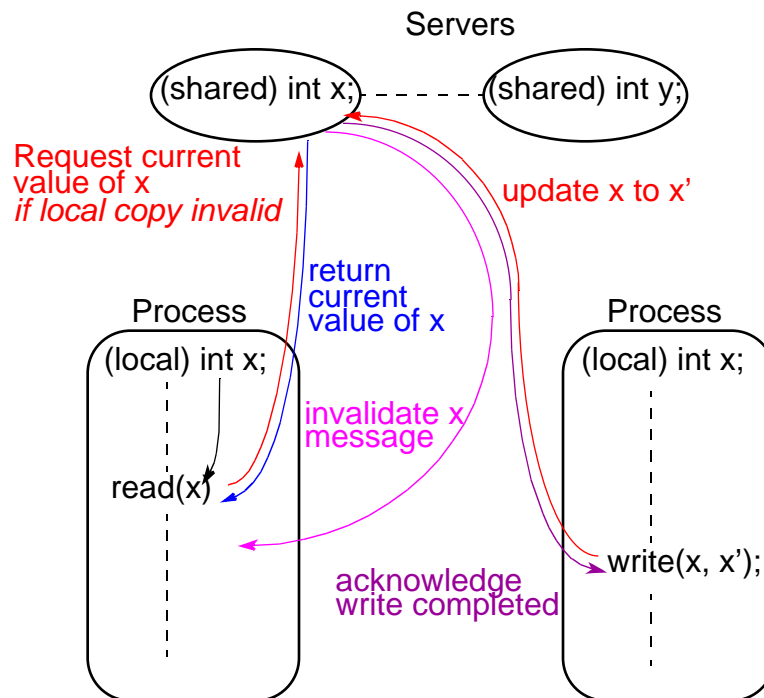 Servers
(shared) int x;
(shared) int y;
Request current
value of x
if local copy invalid
update x to x’
return
current
value of x
Process
Process
(local) int x;
(local) int x;
invalidate x
message
read(x)
write(x, x’);
acknowledge
write completed